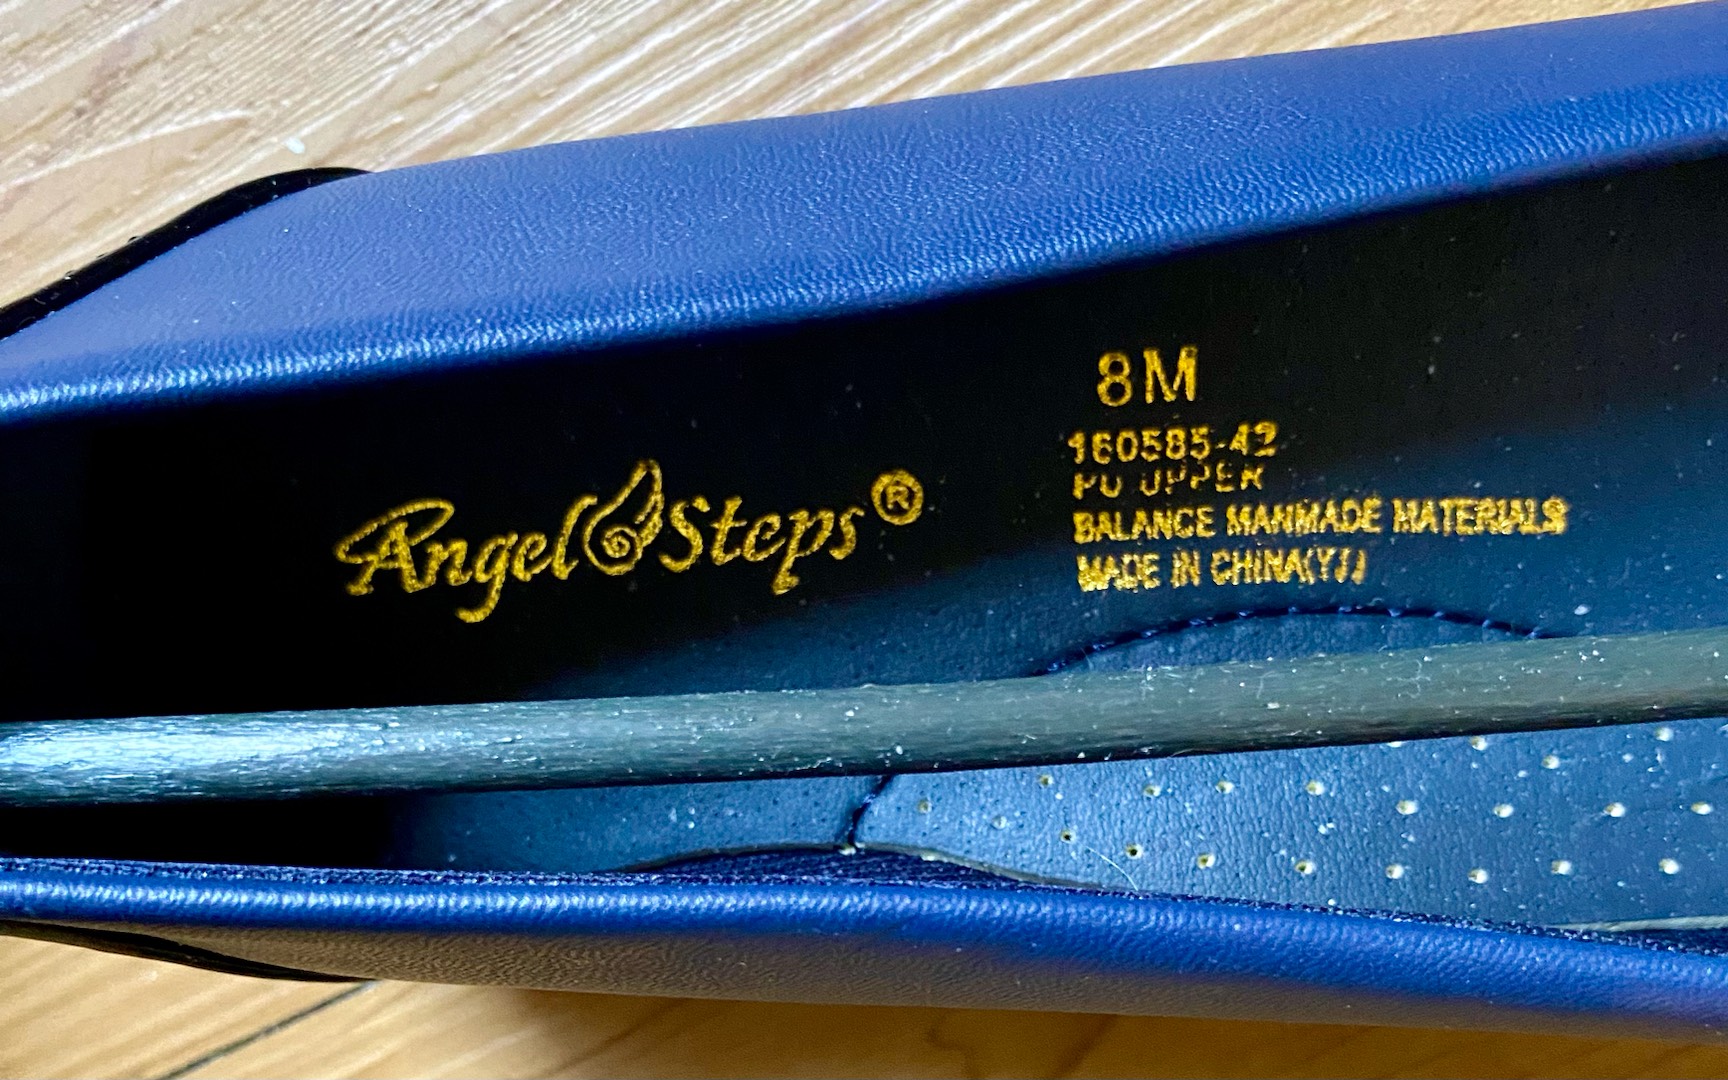 Angel Steps®
8M
160585-42
PU UPPER
BALANCE MANMADE MATERIALS
MADE IN CHINA(YJ)